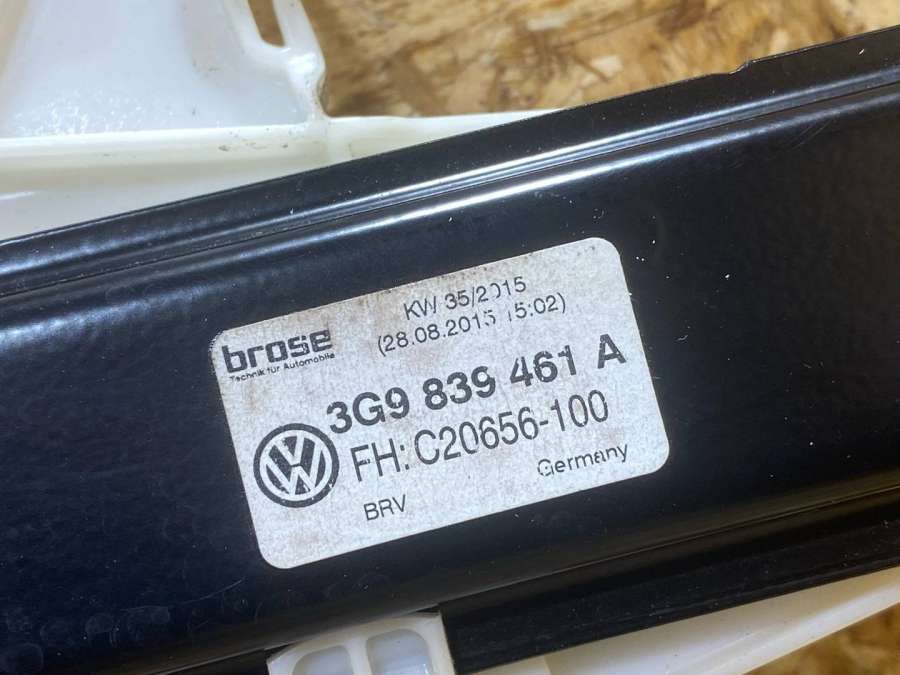 KW 35/2015
(28.08.2015 15:02)
brose
Technik für Automobile
3G9 839 461 A
FH: C20656-100
BRV
Germany